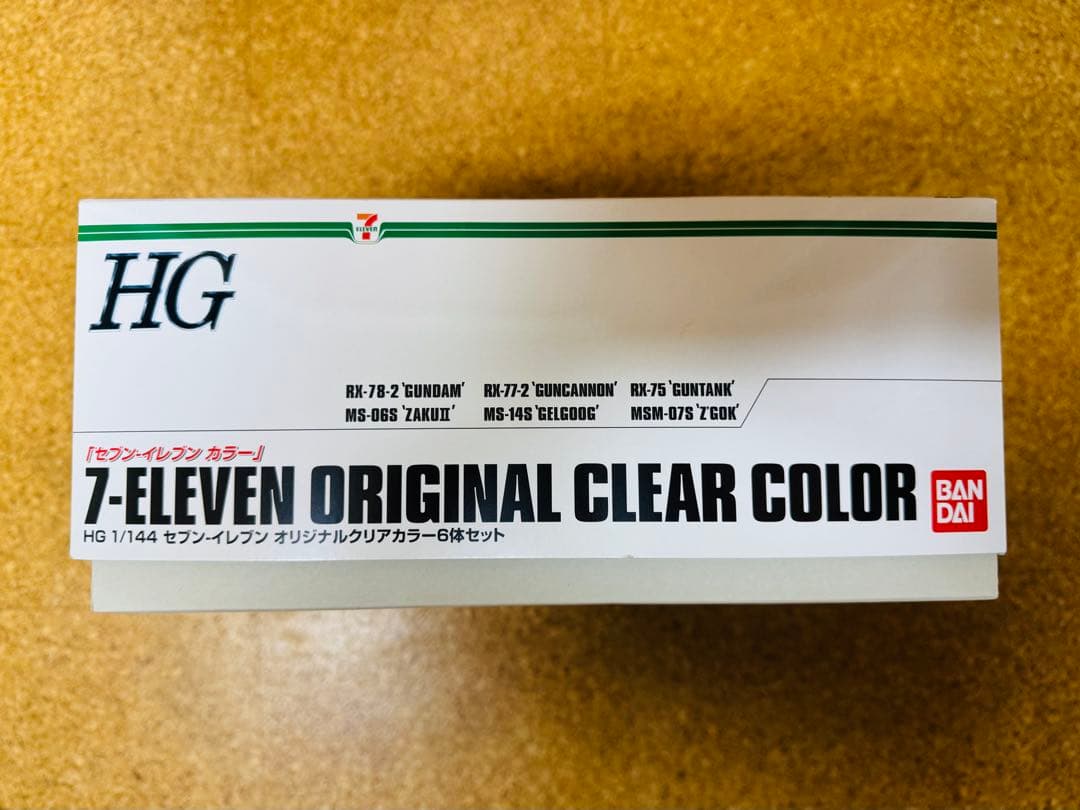 7
ELEVEN
HG
RX-78-2 'GUNDAM' RX-77-2 'GUNCANNON' RX-75 'GUNTANK'
MS-06S 'ZAKUⅡ' MS-14S 'GELGOOG' MSM-07S 'Z'GOK'
「セブン-イレブン カラー」
7-ELEVEN ORIGINAL CLEAR COLOR
BAN
DAI
HG 1/144 セブン-イレブン オリジナルクリアカラー6体セット